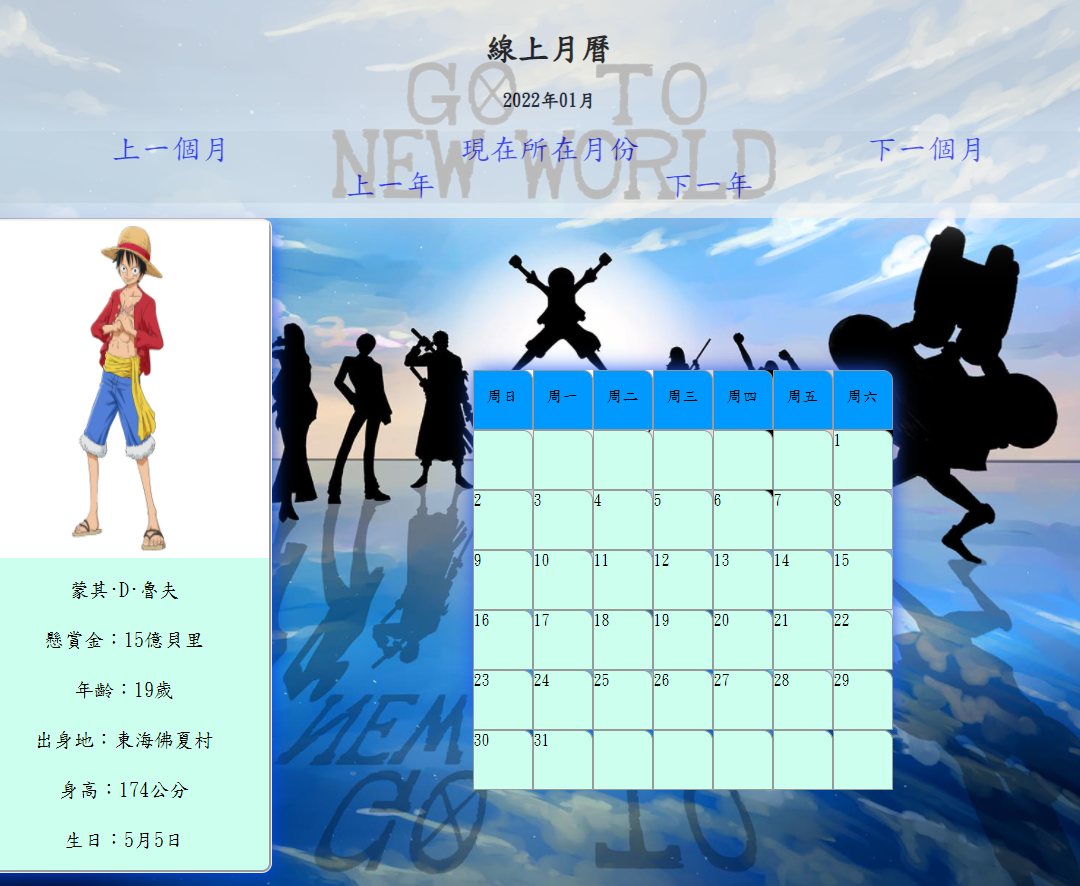 線上月曆
GO TO
2022年01月
NEW WORLD
上一個月 現在所在月份 下一個月
上一年 下一年
蒙其·D·魯夫
懸賞金：15億貝里
年齡：19歲
出身地：東海佛夏村
身高：174公分
生日：5月5日
周日 周一 周二 周三 周四 周五 周六
1
2 3 4 5 6 7 8
9 10 11 12 13 14 15
16 17 18 19 20 21 22
23 24 25 26 27 28 29
30 31
NEW
GO TO